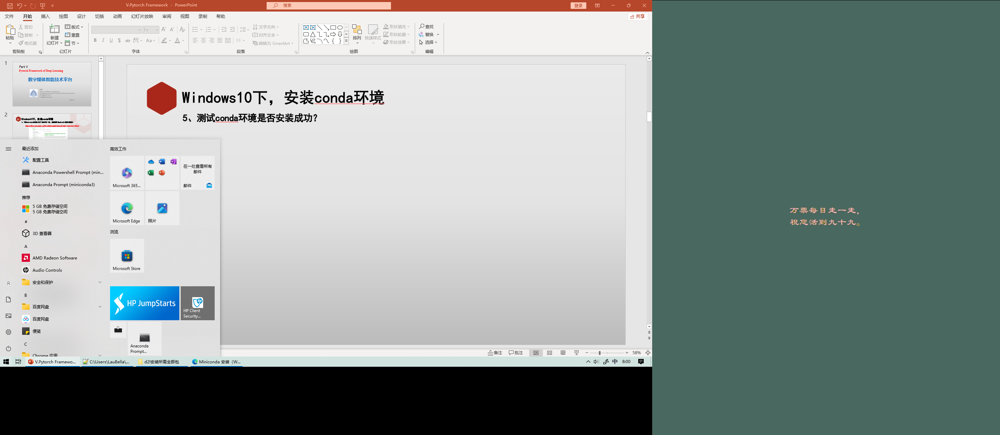 V.Pytorch Framework - PowerPoint
搜索
登录
文件 开始 插入 绘图 设计 切换 动画 幻灯片放映 审阅 视图 录制 帮助
共享
粘贴
剪切
复制
格式刷
剪贴板
新建
幻灯片
版式
重置
节
幻灯片
字体
文字方向
对齐文本
转换为 SmartArt
段落
排列
快速样式
形状填充
形状轮廓
形状效果
绘图
查找
替换
选择
编辑
1
Part V
Pytorch Framework of Deep Learning
数字媒体智能技术平台
2
01
Windows10下，安装conda环境
Windows10下，安装conda环境
5、测试conda环境是否安装成功？
最近添加
配置工具
Anaconda Powershell Prompt (min...
Anaconda Prompt (miniconda3)
推荐
5 GB 免费存储空间
5 GB 免费存储空间
#
3D 查看器
A
AMD Radeon Software
Audio Controls
安全和保护
B
百度网盘
百度网盘
便笺
C
Chrome 应用
高效工作
Microsoft 365...
在一处查看所有
邮件
邮件
Microsoft Edge
照片
浏览
Microsoft Store
HP JumpStarts
HP Client
Security...
Anaconda
Prompt...
备注
批注
58%
V.Pytorch Framewo...
C:\Users\LauBella\...
d2l安装所需全部包
Miniconda 安装（W...
中
8:00
万票每日走一走，
祝您活到九十九。